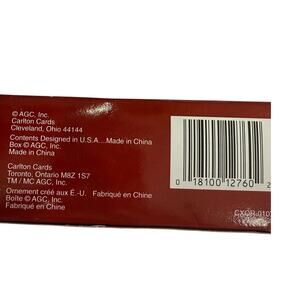 © AGC, Inc.
Carlton Cards
Cleveland, Ohio 44144
Contents Designed in U.S.A....Made in China
Box © AGC, Inc.
Made in China
Carlton Cards
Toronto, Ontario M8Z 1S7
TM / MC AGC, Inc.
Ornement créé aux É.-U. Fabriqué en Chine
Boîte © AGC, Inc.
Fabriqué en Chine
0 18100 12760 2